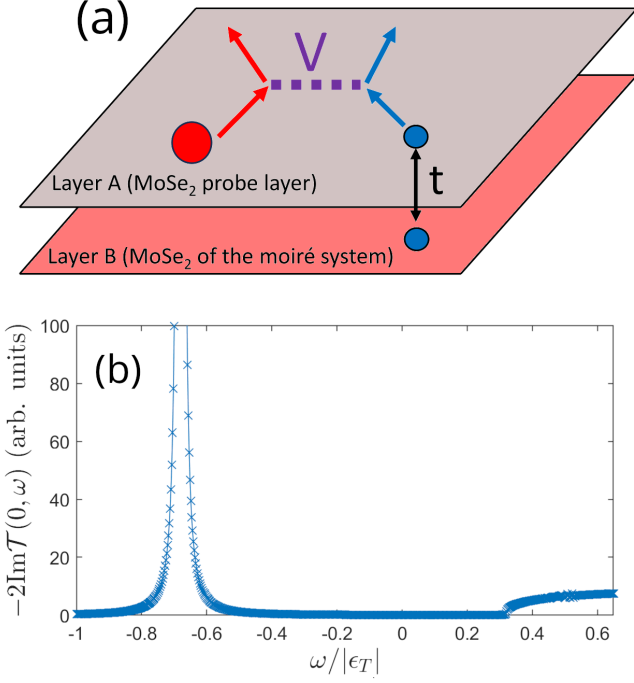 (a)
V
t
Layer A (MoSe₂ probe layer)
Layer B (MoSe₂ of the moiré system)
(b)
−2Im𝒯(0, ω) (arb. units)
100
80
60
40
20
0
-1 -0.8 -0.6 -0.4 -0.2 0 0.2 0.4 0.6
ω/|ϵ_T|